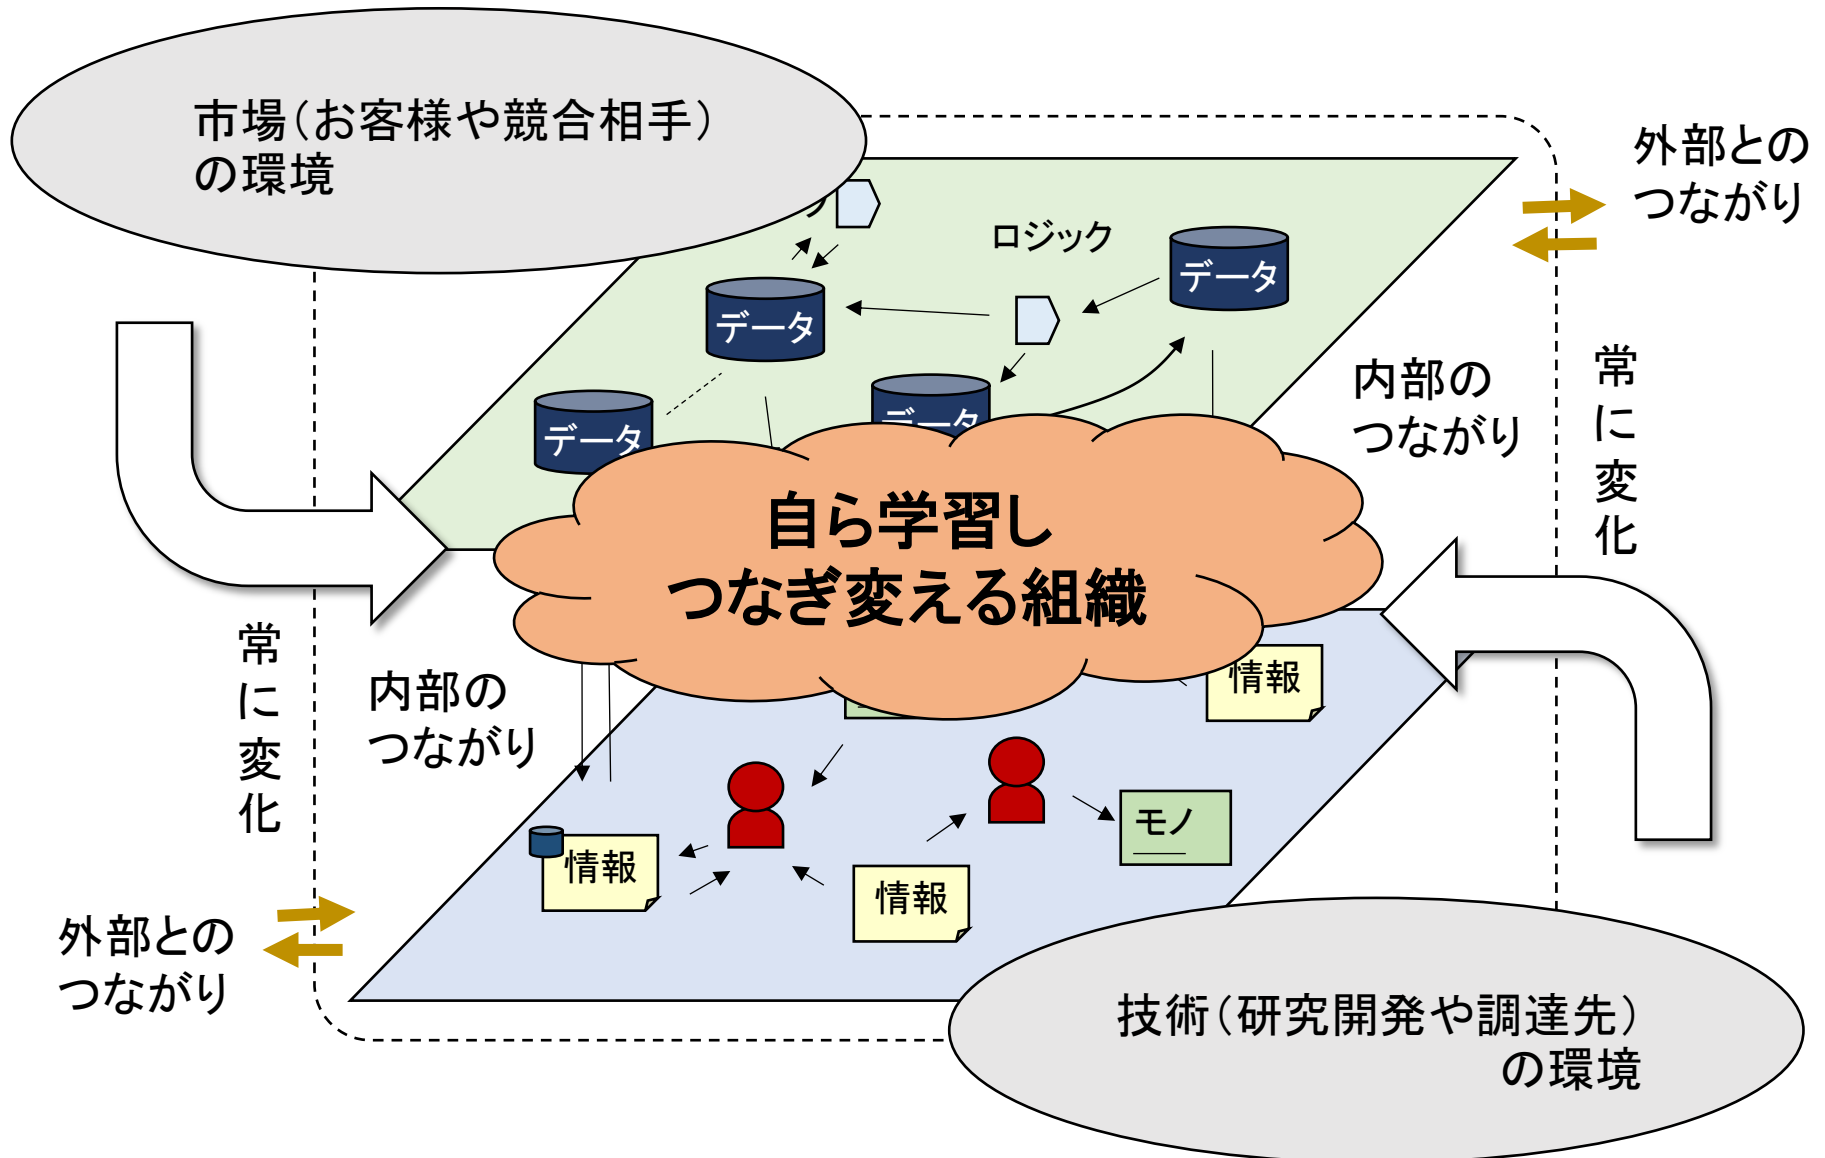 市場（お客様や競合相手）
の環境
外部との
つながり
ロジック
データ
データ
データ
データ
内部の
つながり
常に変化
自ら学習し
つなぎ変える組織
常に変化
内部の
つながり
情報
モノ
情報
情報
外部との
つながり
技術（研究開発や調達先）
の環境